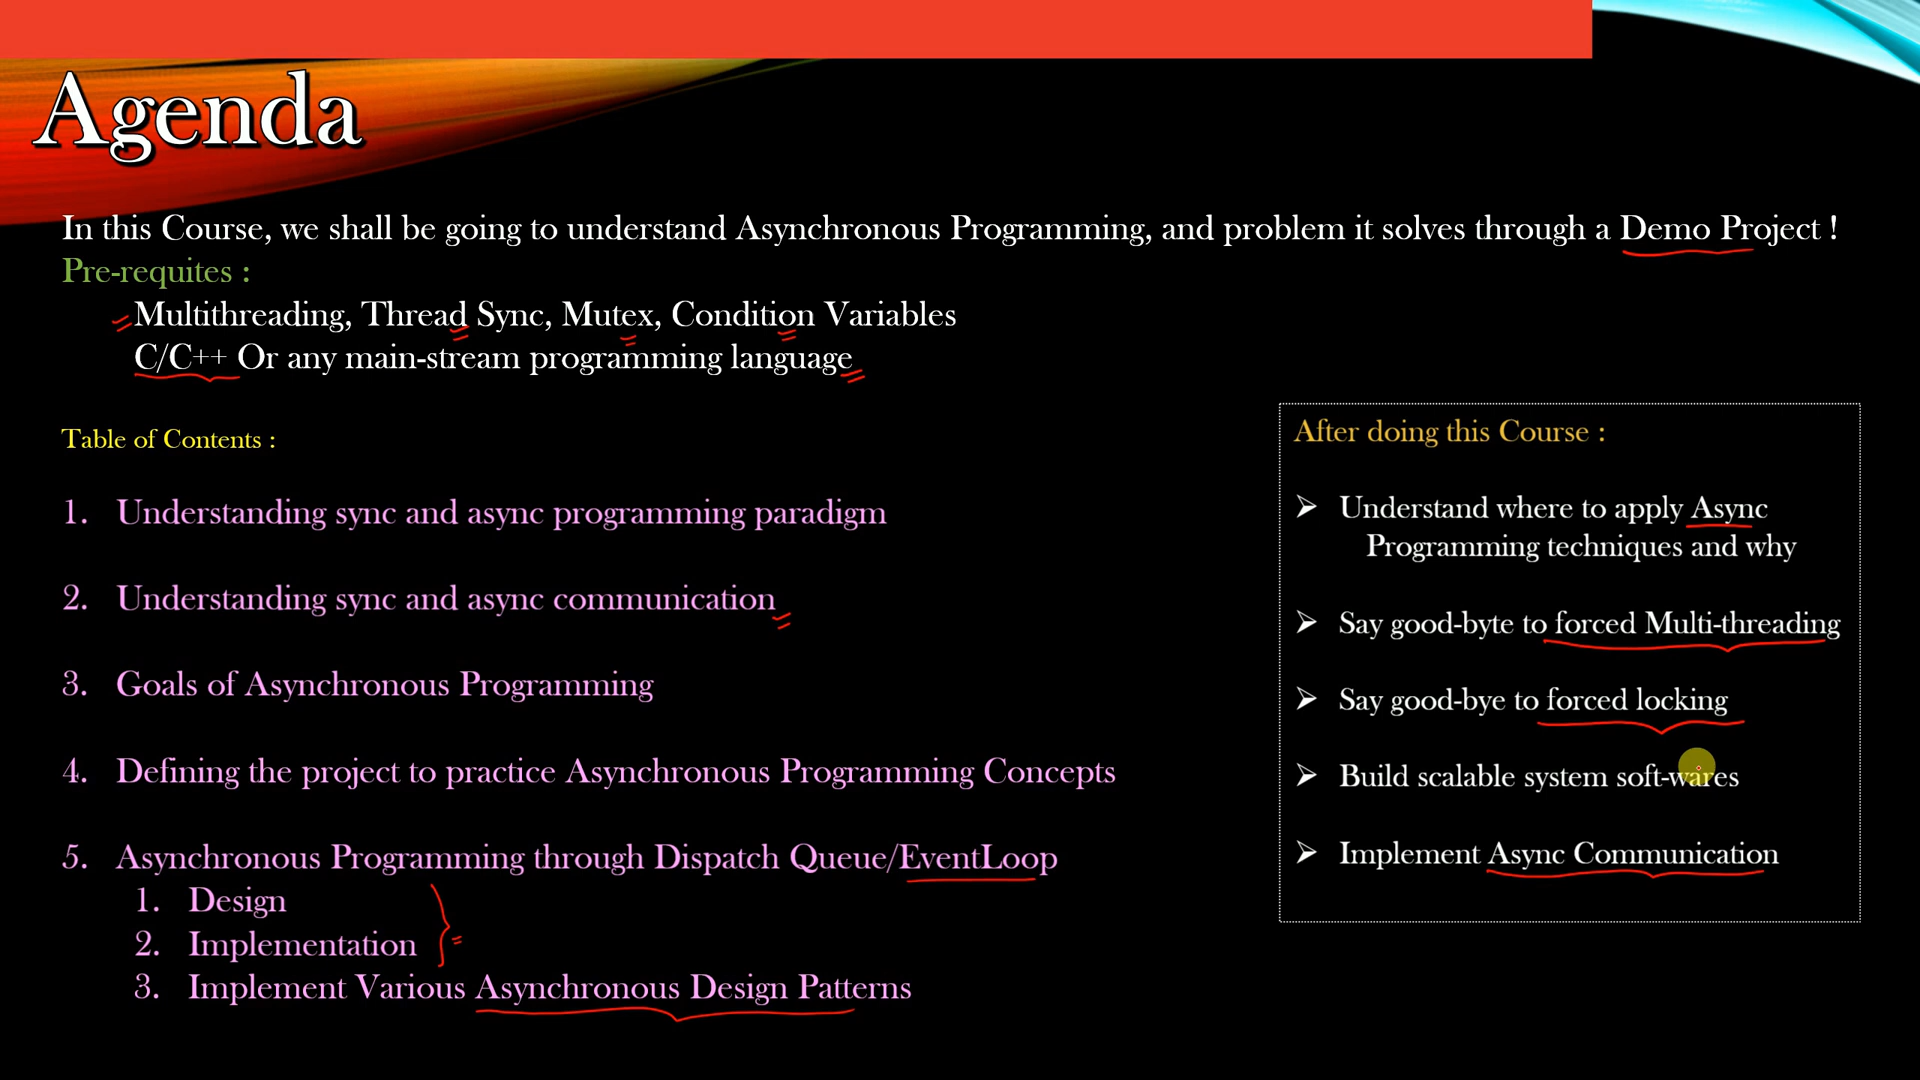 Agenda
In this Course, we shall be going to understand Asynchronous Programming, and problem it solves through a Demo Project !
Pre-requites :
Multithreading, Thread Sync, Mutex, Condition Variables
C/C++ Or any main-stream programming language
Table of Contents :
1. Understanding sync and async programming paradigm
2. Understanding sync and async communication
3. Goals of Asynchronous Programming
4. Defining the project to practice Asynchronous Programming Concepts
5. Asynchronous Programming through Dispatch Queue/EventLoop
1. Design
2. Implementation
3. Implement Various Asynchronous Design Patterns
After doing this Course :
➢ Understand where to apply Async
Programming techniques and why
➢ Say good-byte to forced Multi-threading
➢ Say good-bye to forced locking
➢ Build scalable system soft-wares
➢ Implement Async Communication